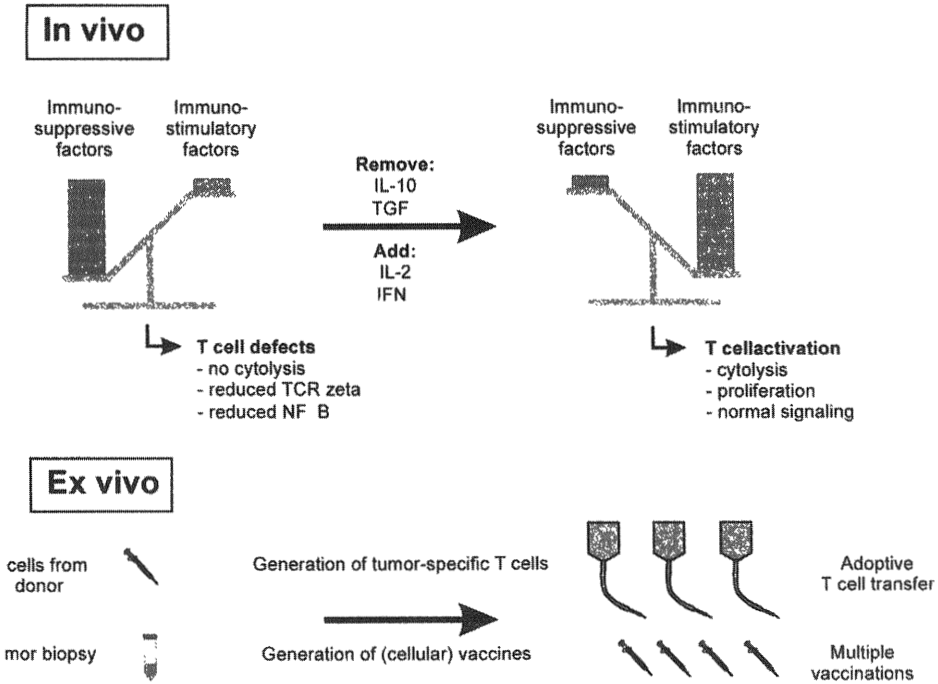 In vivo
Immuno-
suppressive
factors
Immuno-
stimulatory
factors
Remove:
IL-10
TGF
Add:
IL-2
IFN
Immuno-
suppressive
factors
Immuno-
stimulatory
factors
T cell defects
- no cytolysis
- reduced TCR zeta
- reduced NF B
T cellactivation
- cytolysis
- proliferation
- normal signaling
Ex vivo
cells from
donor
Generation of tumor-specific T cells
Adoptive
T cell transfer
mor biopsy
Generation of (cellular) vaccines
Multiple
vaccinations